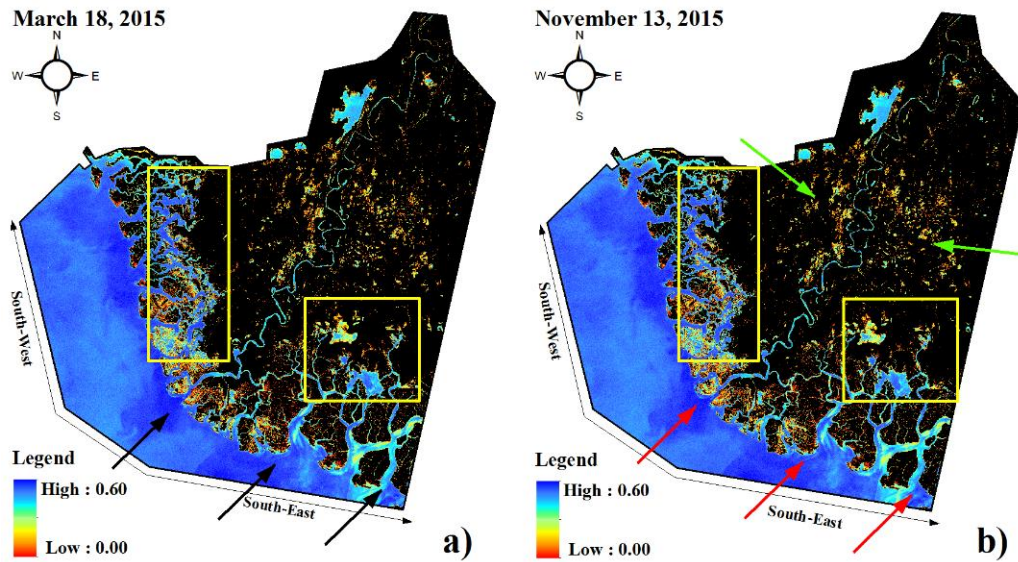 March 18, 2015
N
W E
S
South-West
South-East
Legend
High : 0.60
Low : 0.00
a)
November 13, 2015
N
W E
S
South-West
South-East
Legend
High : 0.60
Low : 0.00
b)